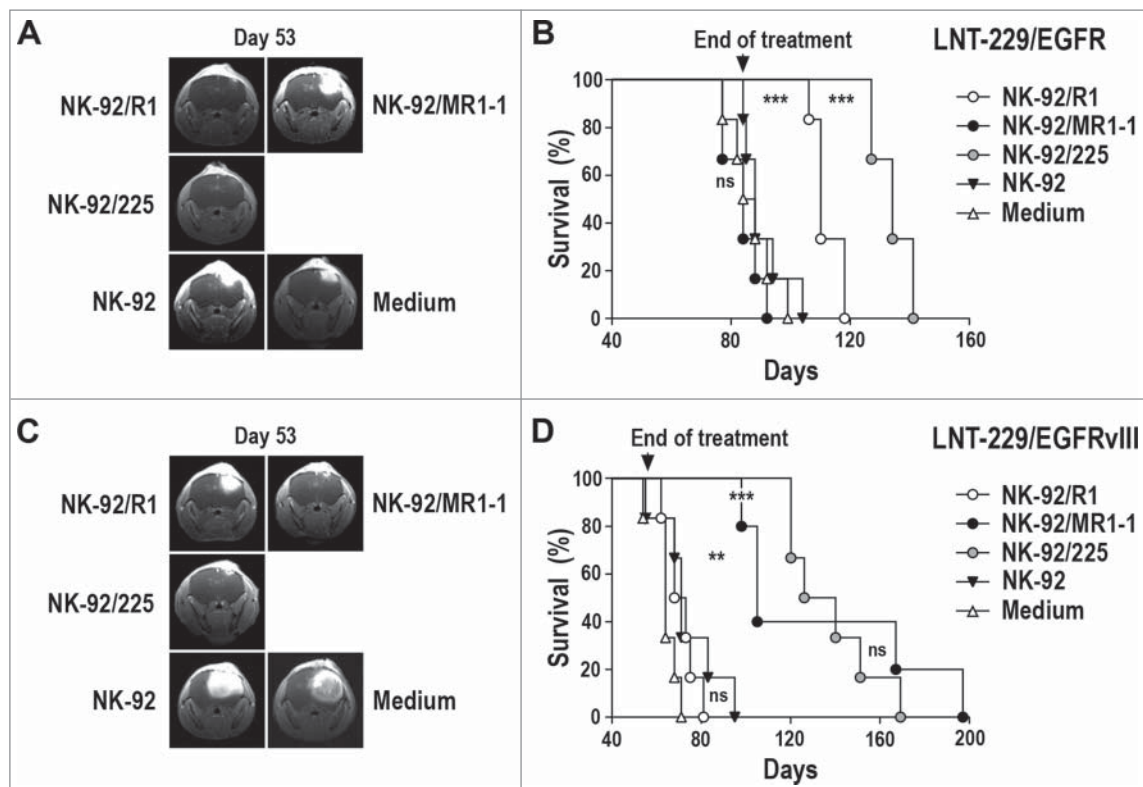 A
Day 53
NK-92/R1
NK-92/MR1-1
NK-92/225
NK-92
Medium
B
End of treatment
LNT-229/EGFR
NK-92/R1
NK-92/MR1-1
NK-92/225
NK-92
Medium
*** ***
ns
Survival (%)
100
80
60
40
20
0
40 80 120 160
Days
C
Day 53
NK-92/R1
NK-92/MR1-1
NK-92/225
NK-92
Medium
D
End of treatment
LNT-229/EGFRvIII
NK-92/R1
NK-92/MR1-1
NK-92/225
NK-92
Medium
***
**
ns
ns
Survival (%)
100
80
60
40
20
0
40 80 120 160 200
Days